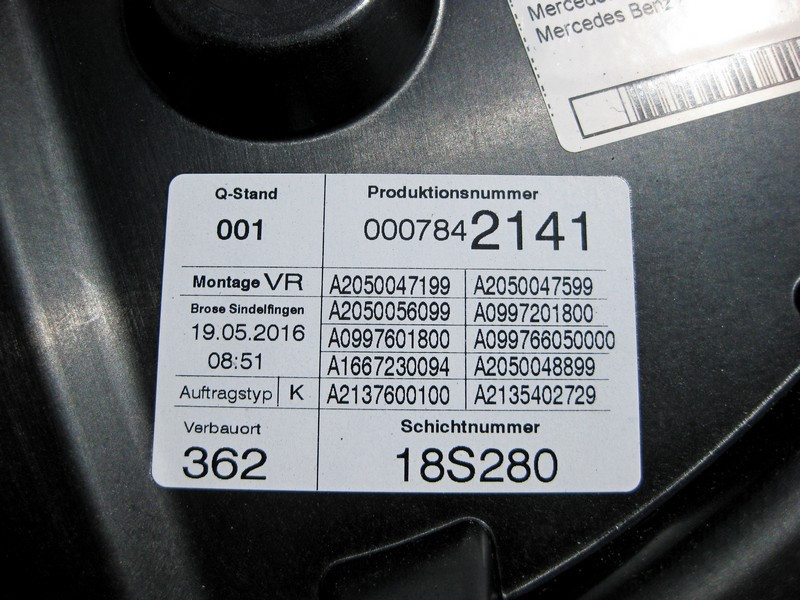 Mercedes Benz
Q-Stand
001
Produktionsnummer
0007842141
Montage VR
Brose Sindelfingen
19.05.2016
08:51
Auftragstyp K
A2050047199 A2050047599
A2050056099 A0997201800
A0997601800 A099766050000
A1667230094 A2050048899
A2137600100 A2135402729
Verbauort
362
Schichtnummer
18S280